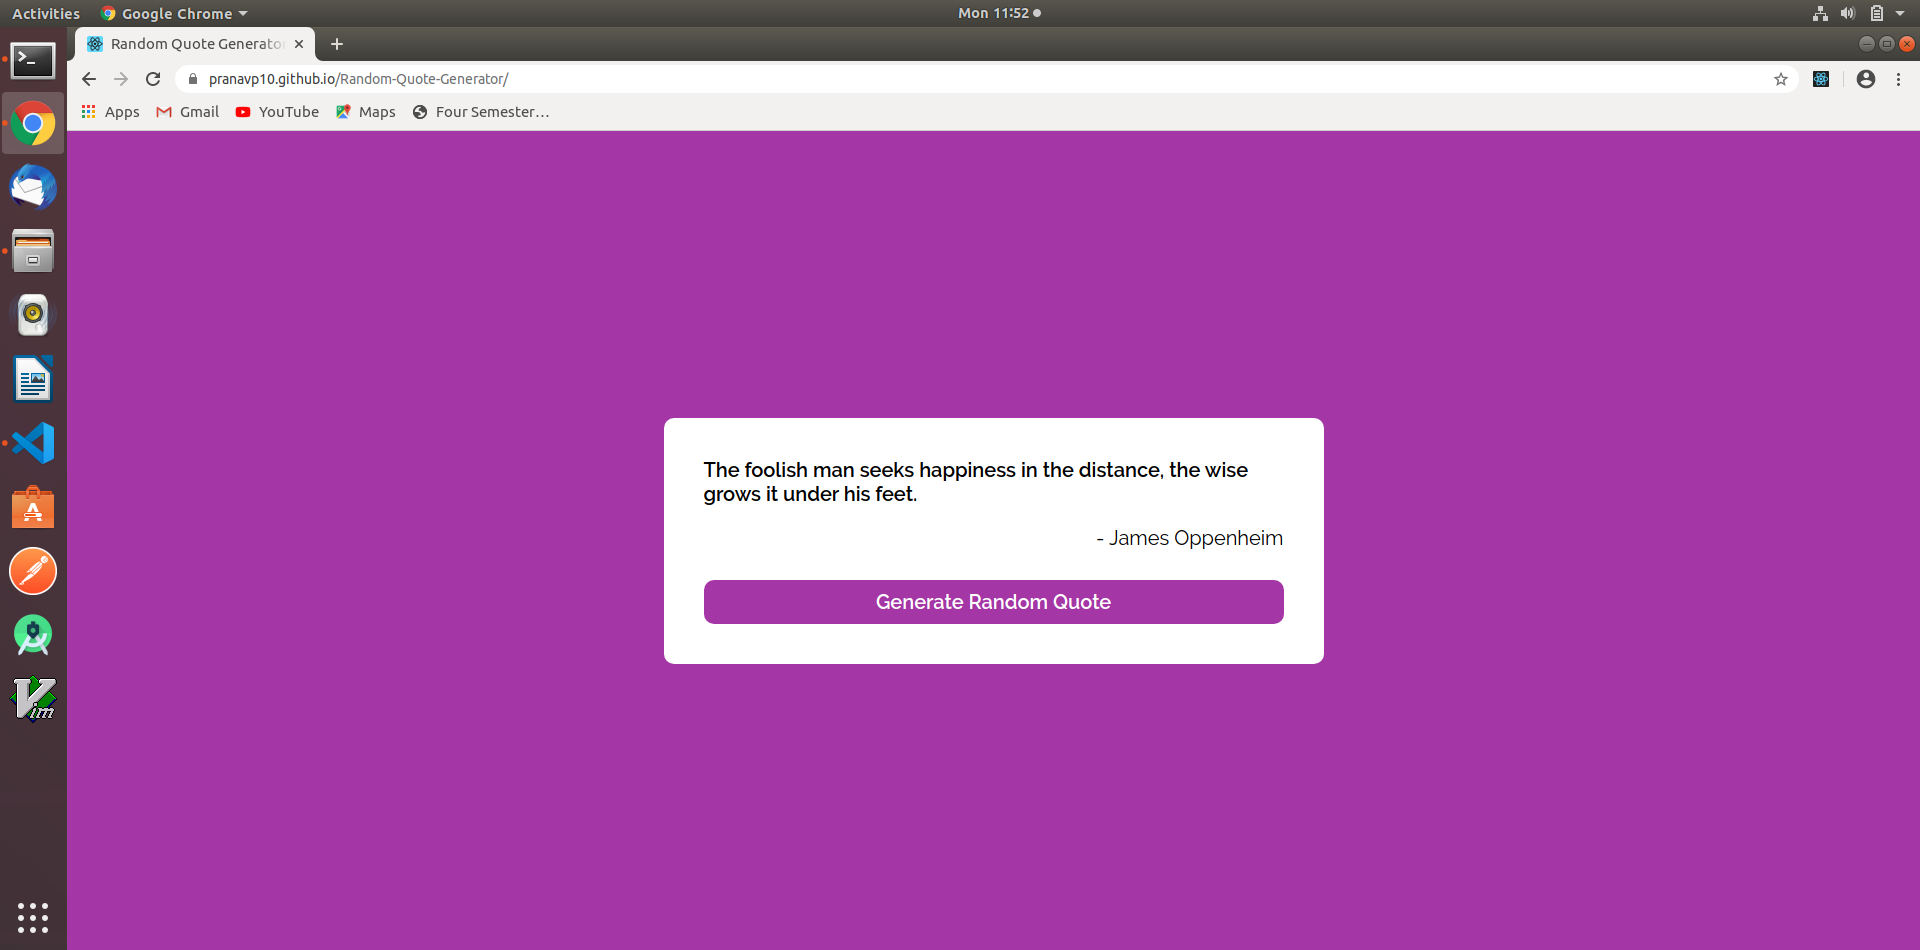 Activities
Google Chrome
Mon 11:52
Random Quote Generator
pranavp10.github.io/Random-Quote-Generator/
Apps
Gmail
YouTube
Maps
Four Semester...
The foolish man seeks happiness in the distance, the wise
grows it under his feet.
- James Oppenheim
Generate Random Quote
A
Vim